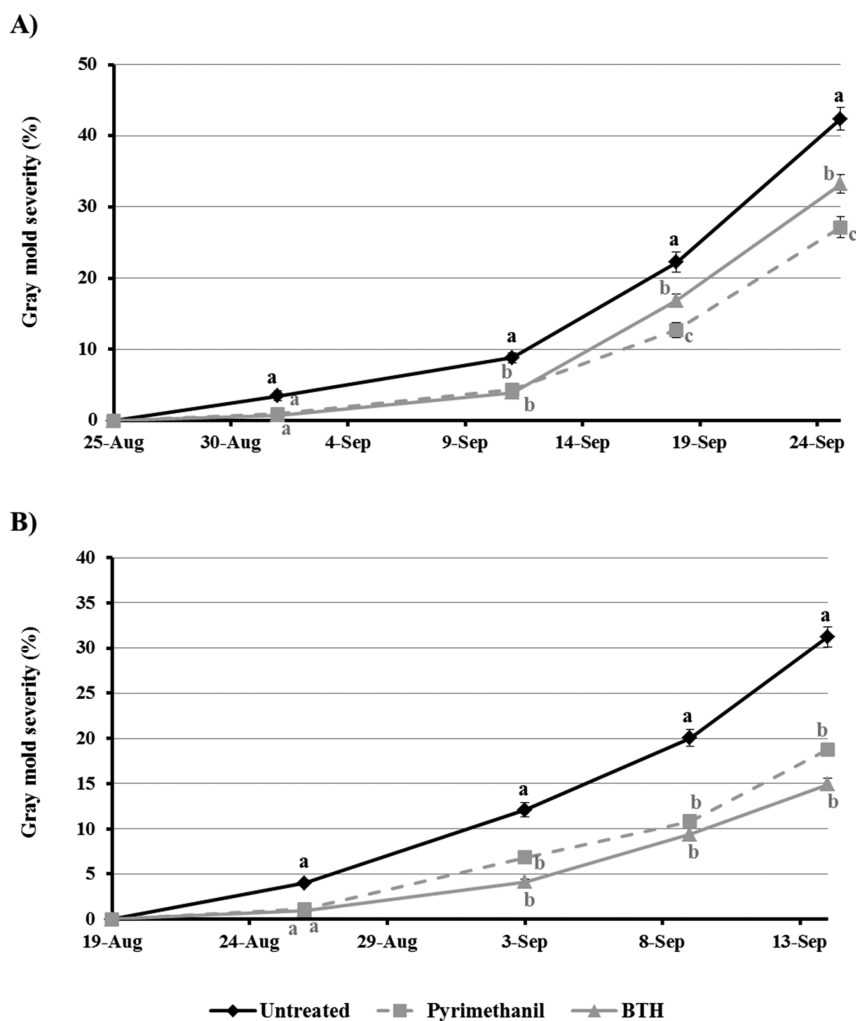 A)
Gray mold severity (%)
50
40
30
20
10
0
a
a
a
a
a
a
b
b
b
b
c
c
25-Aug 30-Aug 4-Sep 9-Sep 14-Sep 19-Sep 24-Sep
B)
Gray mold severity (%)
40
35
30
25
20
15
10
5
0
a
a
a
a
a a
b
b
b
b
b
b
19-Aug 24-Aug 29-Aug 3-Sep 8-Sep 13-Sep
Untreated Pyrimethanil BTH